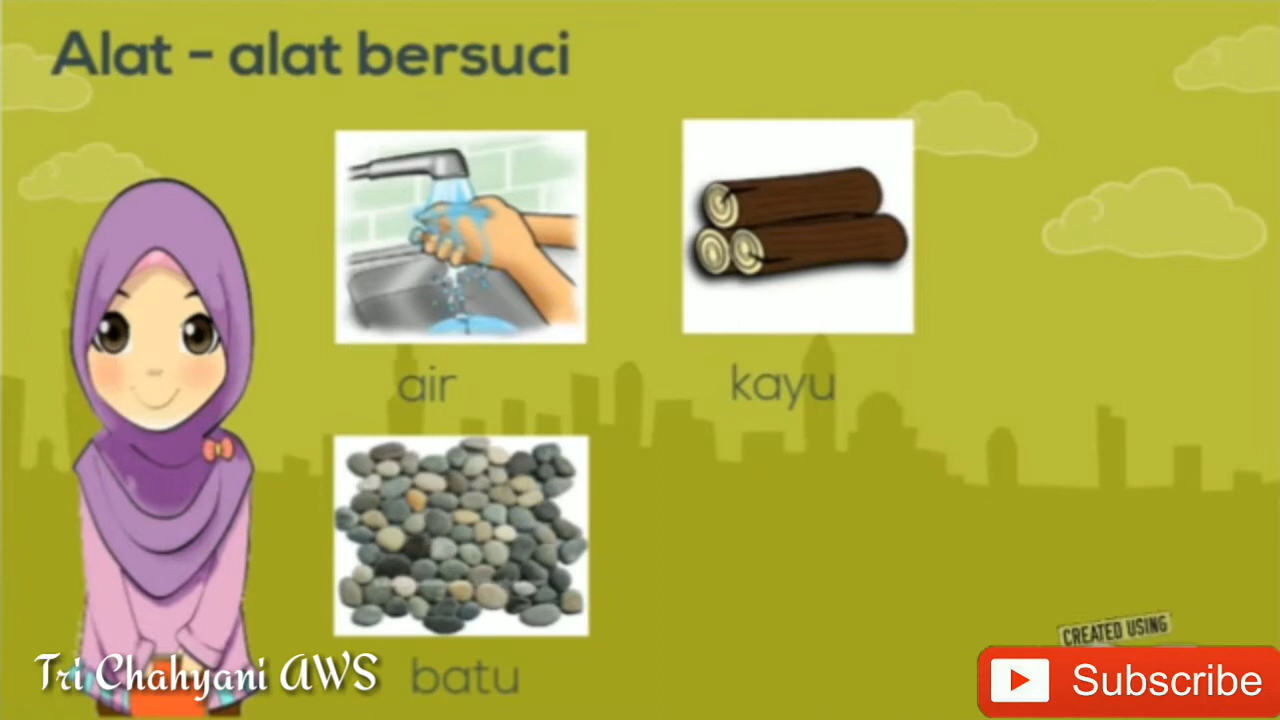 Alat - alat bersuci
air
kayu
batu
Tri Chahyani AWS
CREATED USING
Subscribe